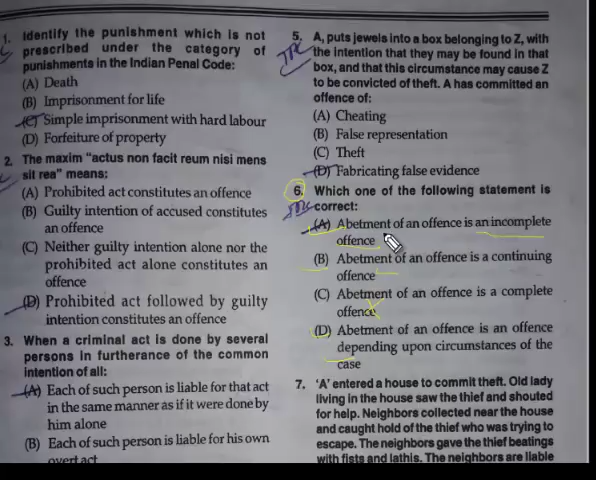 1. Identify the punishment which is not
prescribed under the category of
punishments in the Indian Penal Code:
(A) Death
(B) Imprisonment for life
(C) Simple imprisonment with hard labour
(D) Forfeiture of property
2. The maxim "actus non facit reum nisi mens
sit rea" means:
(A) Prohibited act constitutes an offence
(B) Guilty intention of accused constitutes
an offence
(C) Neither guilty intention alone nor the
prohibited act alone constitutes an
offence
(D) Prohibited act followed by guilty
intention constitutes an offence
3. When a criminal act is done by several
persons in furtherance of the common
intention of all:
(A) Each of such person is liable for that act
in the same manner as if it were done by
him alone
(B) Each of such person is liable for his own
overt act
5. A, puts jewels into a box belonging to Z, with
the intention that they may be found in that
box, and that this circumstance may cause Z
to be convicted of theft. A has committed an
offence of:
(A) Cheating
(B) False representation
(C) Theft
(D) Fabricating false evidence
6. Which one of the following statement is
correct:
(A) Abetment of an offence is an incomplete
offence
(B) Abetment of an offence is a continuing
offence
(C) Abetment of an offence is a complete
offence
(D) Abetment of an offence is an offence
depending upon circumstances of the
case
7. 'A' entered a house to commit theft. Old lady
living in the house saw the thief and shouted
for help. Neighbors collected near the house
and caught hold of the thief who was trying to
escape. The neighbors gave the thief beatings
with fists and lathis. The neighbors are liable